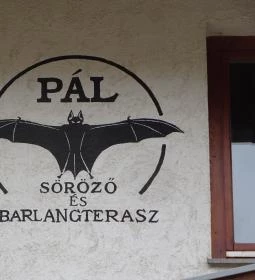 PÁL
SÖRÖZŐ
ÉS
BARLANGTERASZ